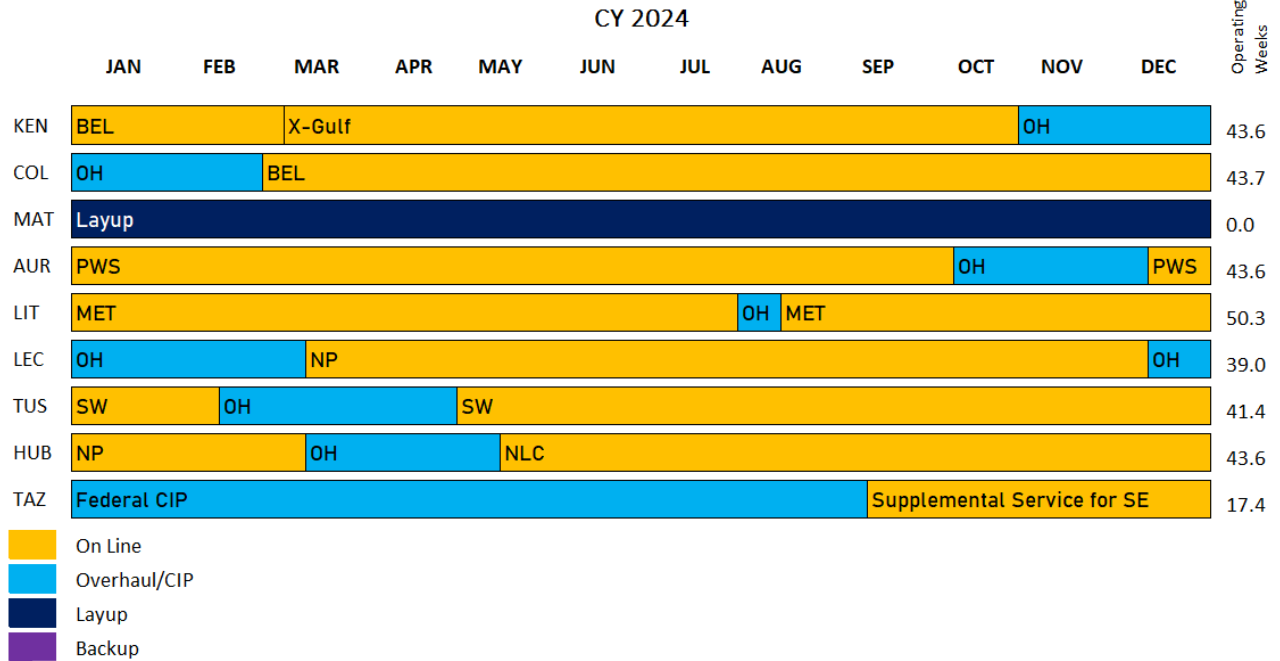 CY 2024
Operating
Weeks
JAN FEB MAR APR MAY JUN JUL AUG SEP OCT NOV DEC
KEN BEL X-Gulf OH 43.6
COL OH BEL 43.7
MAT Layup 0.0
AUR PWS OH PWS 43.6
LIT MET OH MET 50.3
LEC OH NP OH 39.0
TUS SW OH SW 41.4
HUB NP OH NLC 43.6
TAZ Federal CIP Supplemental Service for SE 17.4
On Line
Overhaul/CIP
Layup
Backup